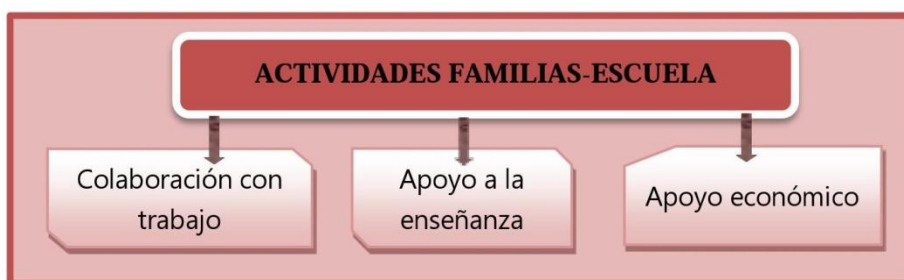 ACTIVIDADES FAMILIAS-ESCUELA
Colaboración con
trabajo
Apoyo a la
enseñanza
Apoyo económico